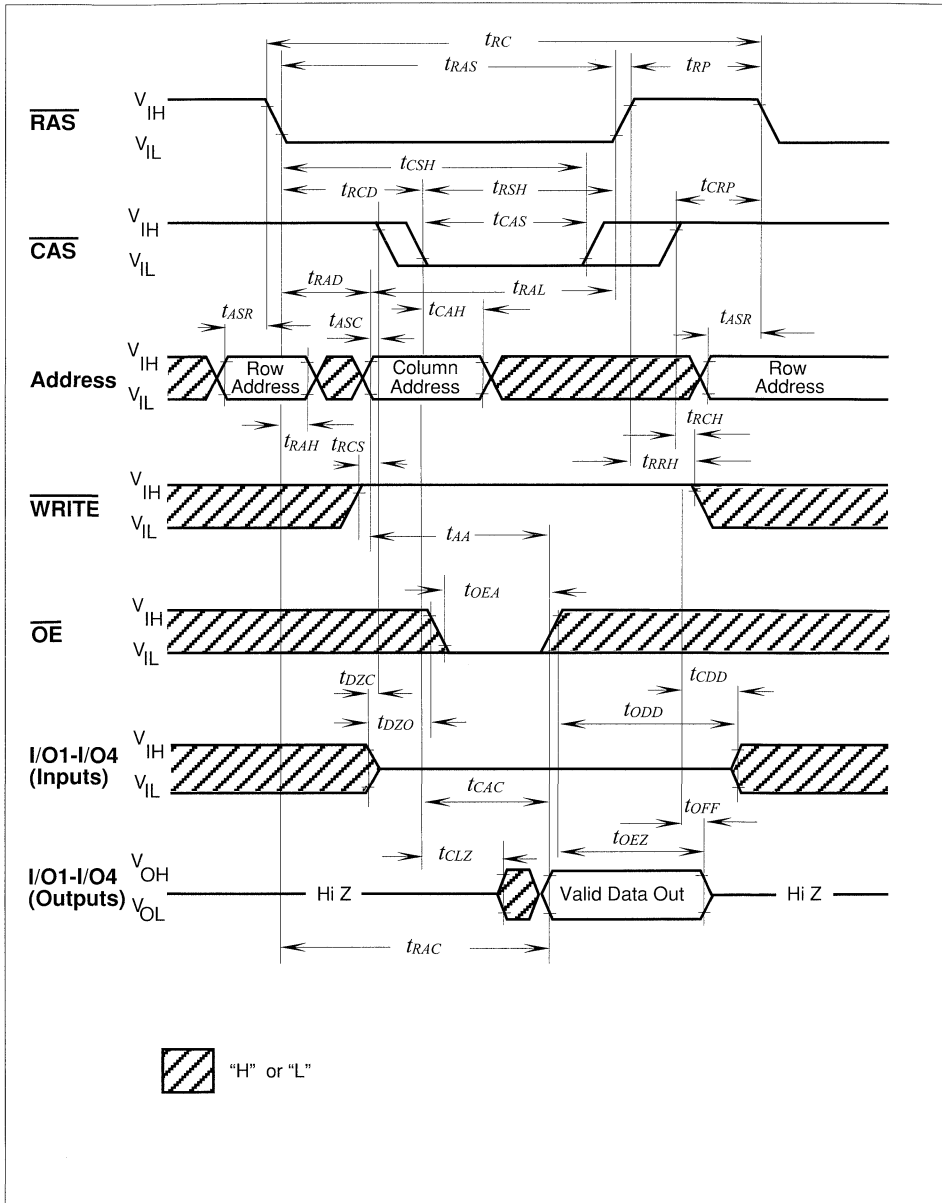 tRC
tRAS tRP
RAS VIH
VIL
tCSH
tRCD tRSH tCRP
tCAS
CAS VIH
VIL
tRAD tRAL
tASR tASC tCAH tASR
Address VIH
VIL
Row Address
Column Address
Row Address
tRCH
tRAH tRCS tRRH
WRITE VIH
VIL
tAA
tOEA
OE VIH
VIL
tDZC tCDD
tDZO tODD
I/O1-I/O4 (Inputs) VIH
VIL
tCAC tOFF
tCLZ tOEZ
I/O1-I/O4 (Outputs) VOH
VOL
Hi Z Valid Data Out Hi Z
tRAC
"H" or "L"